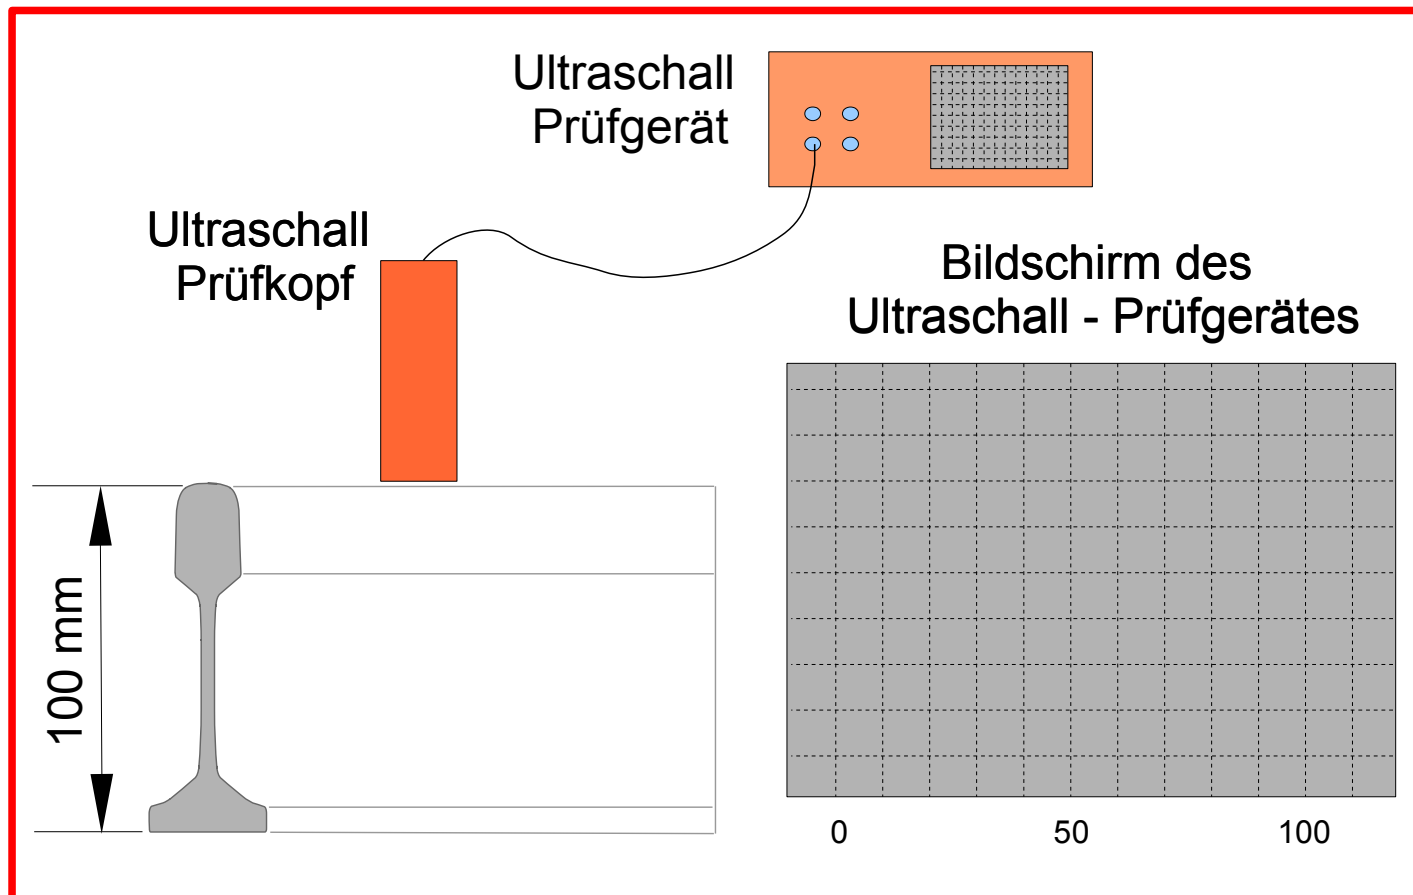 Ultraschall
Prüfgerät
Ultraschall
Prüfkopf
Bildschirm des
Ultraschall - Prüfgerätes
100 mm
0 50 100